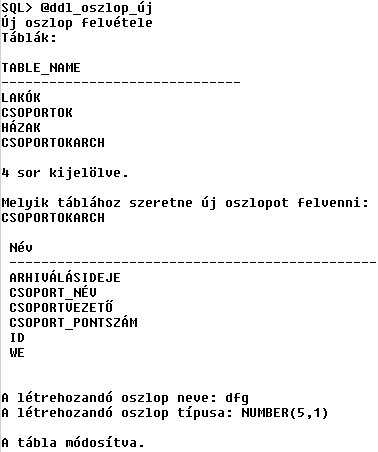 SQL> @ddl_oszlop_új
Új oszlop felvétele
Táblák:
TABLE_NAME
------------------------------
LAKÓK
CSOPORTOK
HÁZAK
CSOPORTOKARCH
4 sor kijelölve.
Melyik táblához szeretne új oszlopot felvenni:
CSOPORTOKARCH
Név
-----------------------------------------------
ARHIVÁLÁSIDEJE
CSOPORT_NÉV
CSOPORTVEZETŐ
CSOPORT_PONTSZÁM
ID
WE
A létrehozandó oszlop neve: dfg
A létrehozandó oszlop típusa: NUMBER(5,1)
A tábla módosítva.